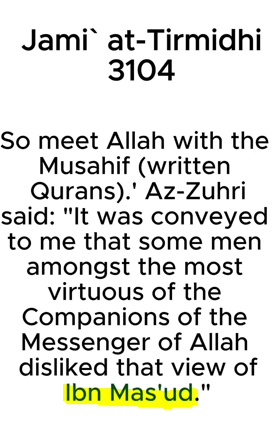 Jami` at-Tirmidhi
3104
So meet Allah with the
Musahif (written
Qurans).' Az-Zuhri
said: "It was conveyed
to me that some men
amongst the most
virtuous of the
Companions of the
Messenger of Allah
disliked that view of
Ibn Mas'ud."